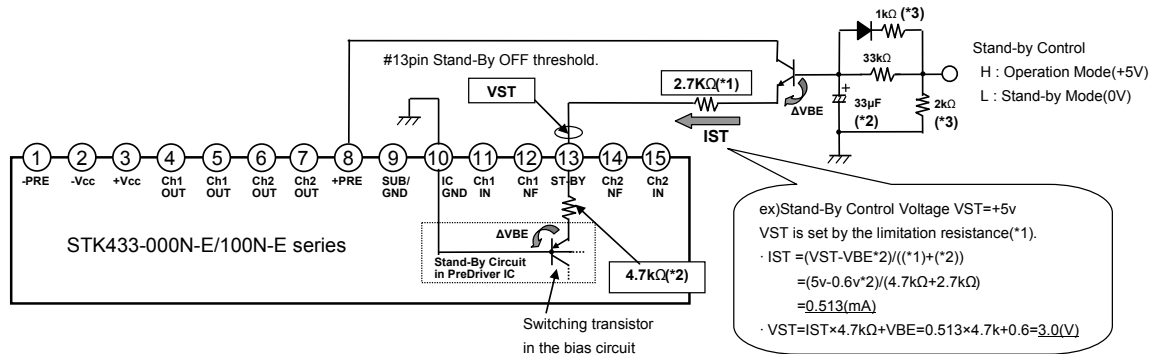 1kΩ (*3)
#13pin Stand-By OFF threshold.
Stand-by Control
33kΩ
H : Operation Mode(+5V)
2.7KΩ(*1)
VST
L : Stand-by Mode(0V)
ΔVBE
33µF
(*2)
2kΩ
(*3)
IST
1 2 3 4 5 6 7 8 9 10 11 12 13 14 15
-PRE -Vcc +Vcc Ch1 OUT Ch1 OUT Ch2 OUT Ch2 OUT +PRE SUB/ GND IC GND Ch1 IN Ch1 NF ST-BY Ch2 NF Ch2 IN
STK433-000N-E/100N-E series
ΔVBE
Stand-By Circuit
in PreDriver IC
4.7kΩ(*2)
Switching transistor
in the bias circuit
ex)Stand-By Control Voltage VST=+5v
VST is set by the limitation resistance(*1).
· IST =(VST-VBE*2)/((*1)+(*2))
=(5v-0.6v*2)/(4.7kΩ+2.7kΩ)
=0.513(mA)
· VST=IST×4.7kΩ+VBE=0.513×4.7k+0.6=3.0(V)